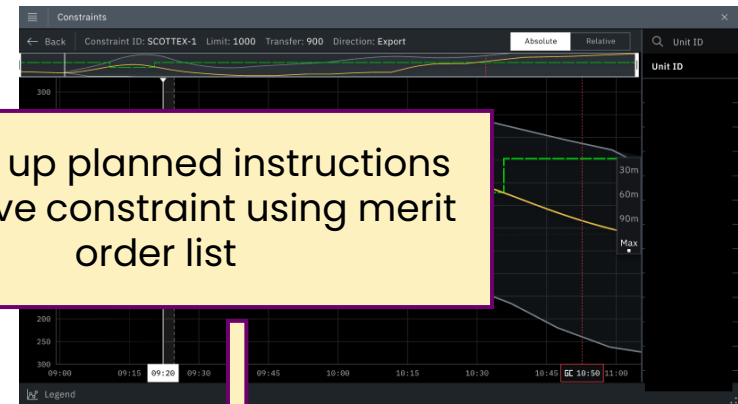 Constraints
← Back Constraint ID: SCOTTEX-1 Limit: 1000 Transfer: 900 Direction: Export Absolute Relative Unit ID
Unit ID
300
up planned instructions
ve constraint using merit
order list
30m
60m
90m
Max
200
250
300
09:00 09:15 09:20 09:30 09:45 10:00 10:15 10:30 10:45 GC 10:50 11:00
Legend